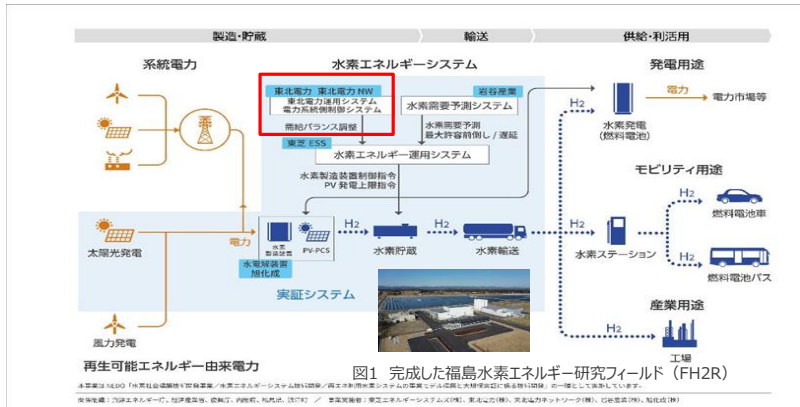 製造・貯蔵
輸送
供給・利活用
系統電力
水素エネルギーシステム
発電用途
東北電力 東北電力NW
東北電力運用システム
電力系統側制御システム
岩谷産業
水素需要予測システム
需給バランス調整
水素需要予測
最大許容前倒し / 遅延
東芝 ESS
水素エネルギー運用システム
水素製造装置制御指令
PV 発電上限指令
H2
電力
電力市場等
水素発電
(燃料電池)
モビリティ用途
H2
燃料電池車
太陽光発電
電力
水素
製造装置
PV-PCS
H2
水素貯蔵
H2
水素輸送
H2
水素ステーション
H2
燃料電池バス
水電解装置
旭化成
実証システム
産業用途
H2
工場
風力発電
再生可能エネルギー由来電力
図1 完成した福島水素エネルギー研究フィールド(FH2R)